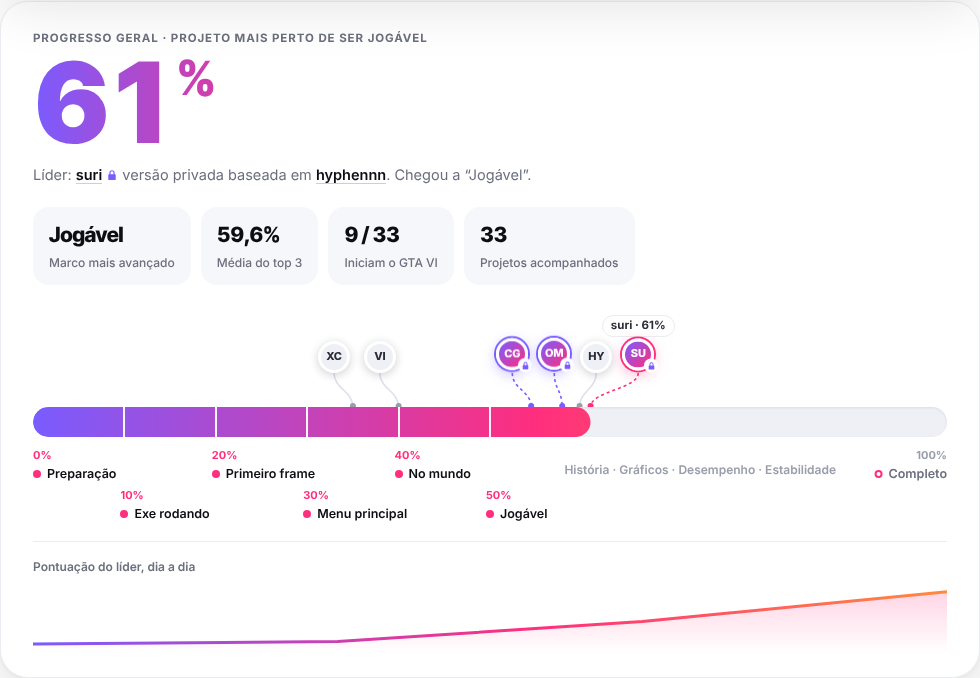 PROGRESSO GERAL · PROJETO MAIS PERTO DE SER JOGÁVEL
61%
Líder: suri versão privada baseada em hyphennn. Chegou a “Jogável”.
Jogável
Marco mais avançado
59,6%
Média do top 3
9 / 33
Iniciam o GTA VI
33
Projetos acompanhados
suri · 61%
XC VI CG OM HY SU
0% 20% 40% 100%
Preparação Primeiro frame No mundo História · Gráficos · Desempenho · Estabilidade Completo
10% 30% 50%
Exe rodando Menu principal Jogável
Pontuação do líder, dia a dia